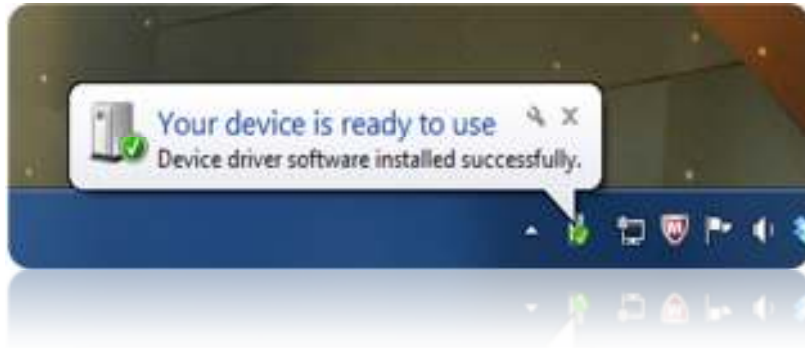 Your device is ready to use
Device driver software installed successfully.